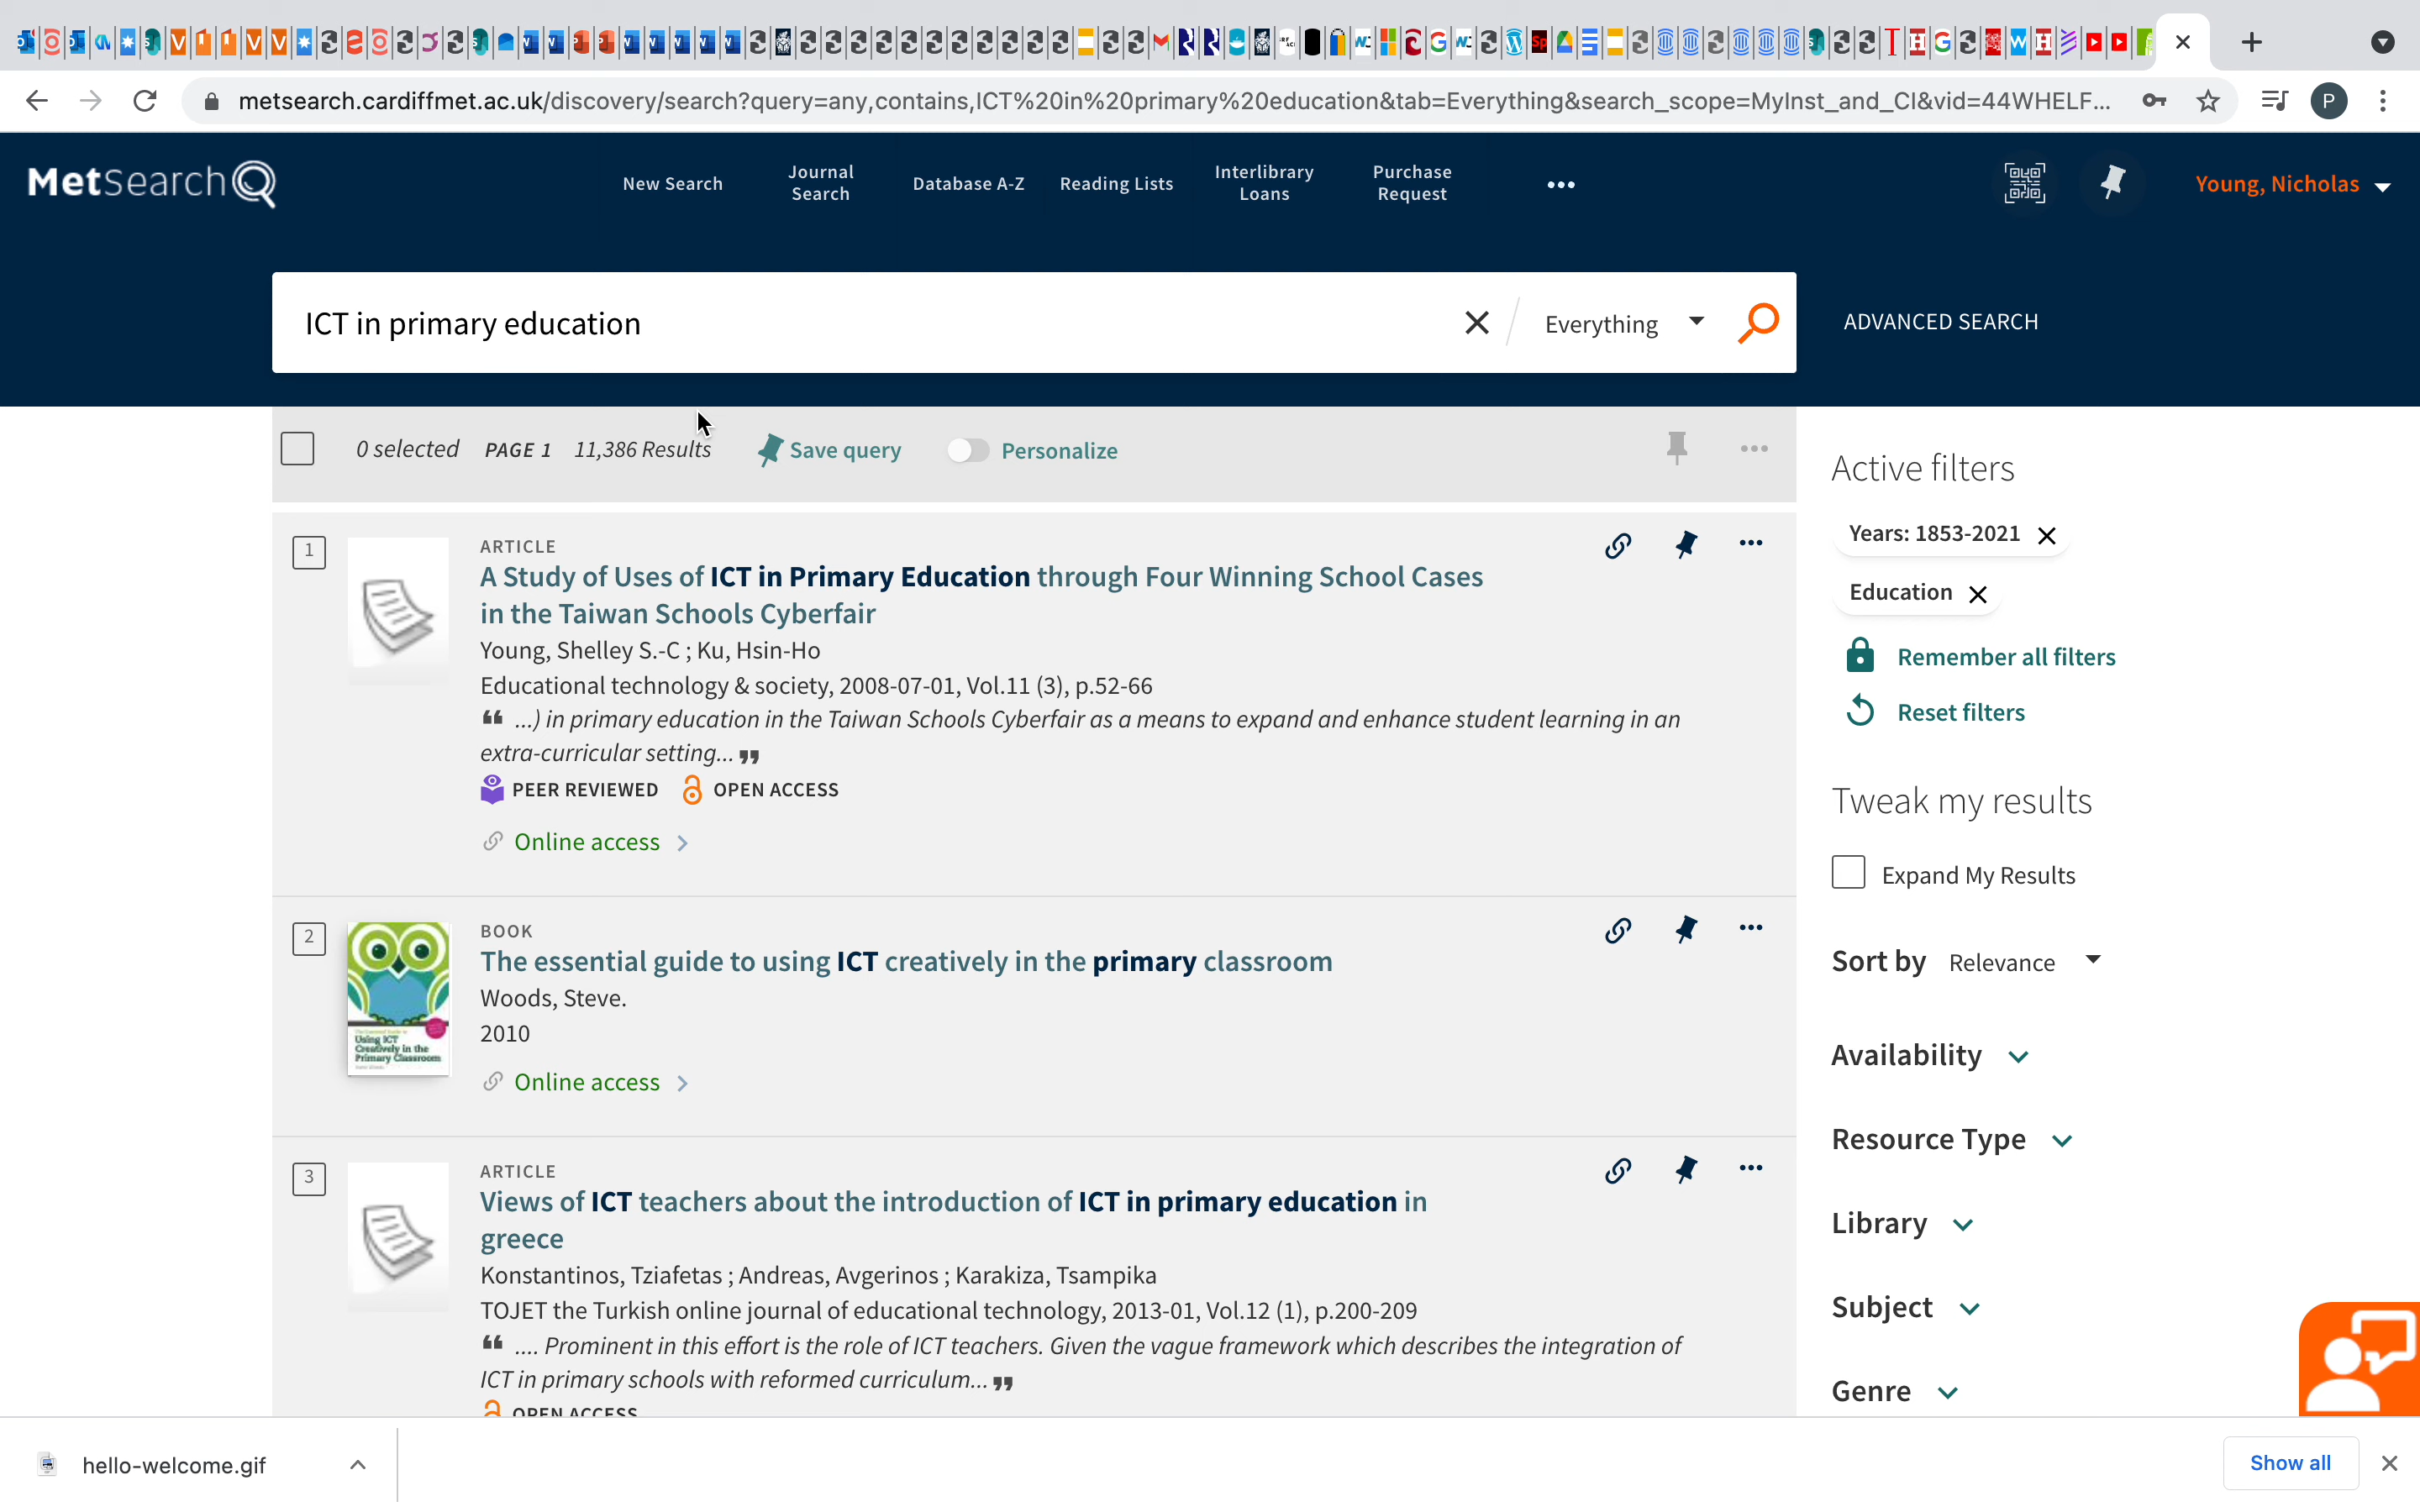 metsearch.cardiffmet.ac.uk/discovery/search?query=any,contains,ICT%20in%20primary%20education&tab=Everything&search_scope=MyInst_and_CI&vid=44WHELF...
P
MetSearch
New Search
Journal Search
Database A-Z
Reading Lists
Interlibrary Loans
Purchase Request
Young, Nicholas
ICT in primary education
Everything
ADVANCED SEARCH
0 selected PAGE 1 11,386 Results
Save query
Personalize
1
ARTICLE
A Study of Uses of ICT in Primary Education through Four Winning School Cases
in the Taiwan Schools Cyberfair
Young, Shelley S.-C ; Ku, Hsin-Ho
Educational technology & society, 2008-07-01, Vol.11 (3), p.52-66
“ ...) in primary education in the Taiwan Schools Cyberfair as a means to expand and enhance student learning in an
extra-curricular setting... ”
PEER REVIEWED OPEN ACCESS
Online access
2
BOOK
The essential guide to using ICT creatively in the primary classroom
Woods, Steve.
2010
Online access
Using ICT
Creatively in the
Primary Classroom
3
ARTICLE
Views of ICT teachers about the introduction of ICT in primary education in
greece
Konstantinos, Tziafetas ; Andreas, Avgerinos ; Karakiza, Tsampika
TOJET the Turkish online journal of educational technology, 2013-01, Vol.12 (1), p.200-209
“ .... Prominent in this effort is the role of ICT teachers. Given the vague framework which describes the integration of
ICT in primary schools with reformed curriculum... ”
OPEN ACCESS
Active filters
Years: 1853-2021
Education
Remember all filters
Reset filters
Tweak my results
Expand My Results
Sort by Relevance
Availability
Resource Type
Library
Subject
Genre
hello-welcome.gif
Show all